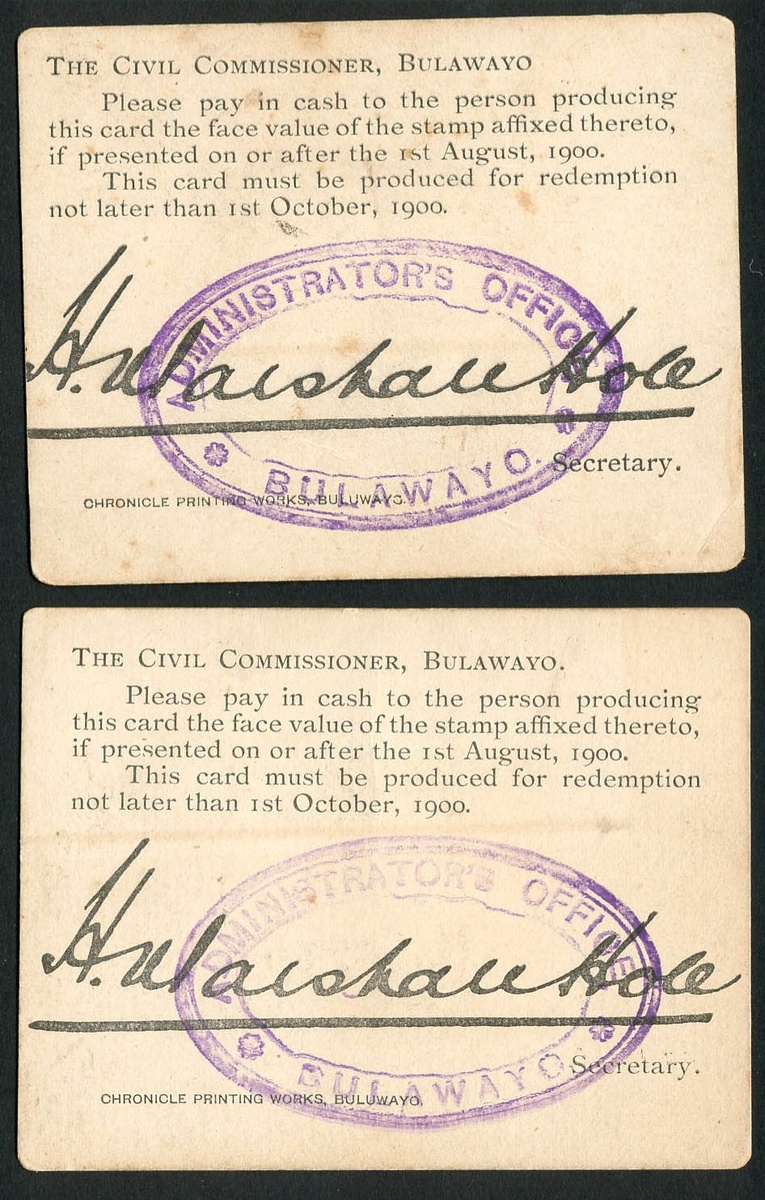 THE CIVIL COMMISSIONER, BULAWAYO
Please pay in cash to the person producing
this card the face value of the stamp affixed thereto,
if presented on or after the 1st August, 1900.
This card must be produced for redemption
not later than 1st October, 1900.
ADMINISTRATOR'S OFFICE
H. Marshall Hole
BULAWAYO.
Secretary.
CHRONICLE PRINTING WORKS, BULUWAYO.
THE CIVIL COMMISSIONER, BULAWAYO.
Please pay in cash to the person producing
this card the face value of the stamp affixed thereto,
if presented on or after the 1st August, 1900.
This card must be produced for redemption
not later than 1st October, 1900.
ADMINISTRATOR'S OFFICE
H. Marshall Hole
BULAWAYO
Secretary.
CHRONICLE PRINTING WORKS, BULUWAYO.